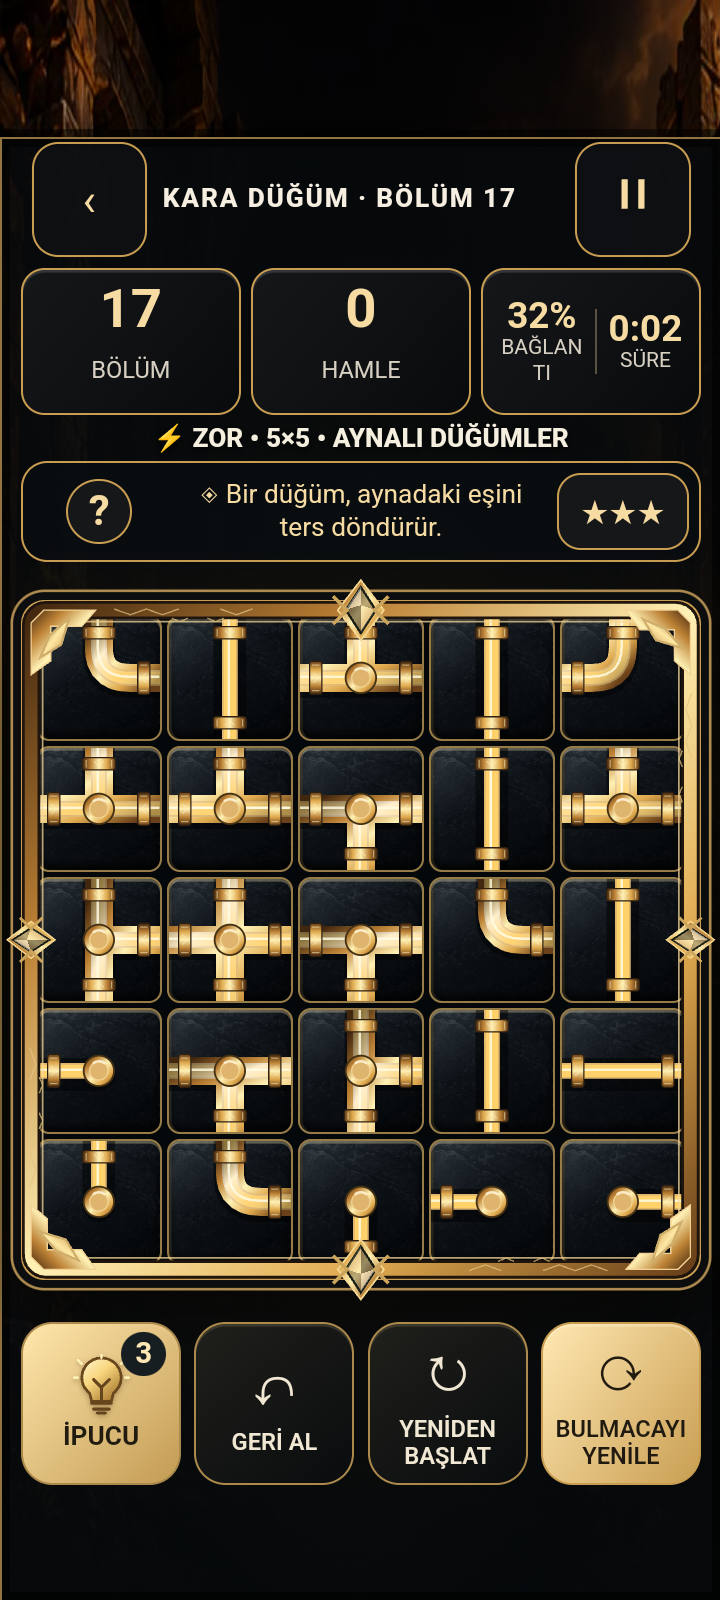 KARA DÜĞÜM · BÖLÜM 17
17
BÖLÜM
0
HAMLE
32%
BAĞLAN
TI
0:02
SÜRE
⚡ ZOR • 5×5 • AYNALI DÜĞÜMLER
?
◈ Bir düğüm, aynadaki eşini
ters döndürür.
★★★
3
İPUCU
GERİ AL
YENİDEN
BAŞLAT
BULMACAYI
YENİLE